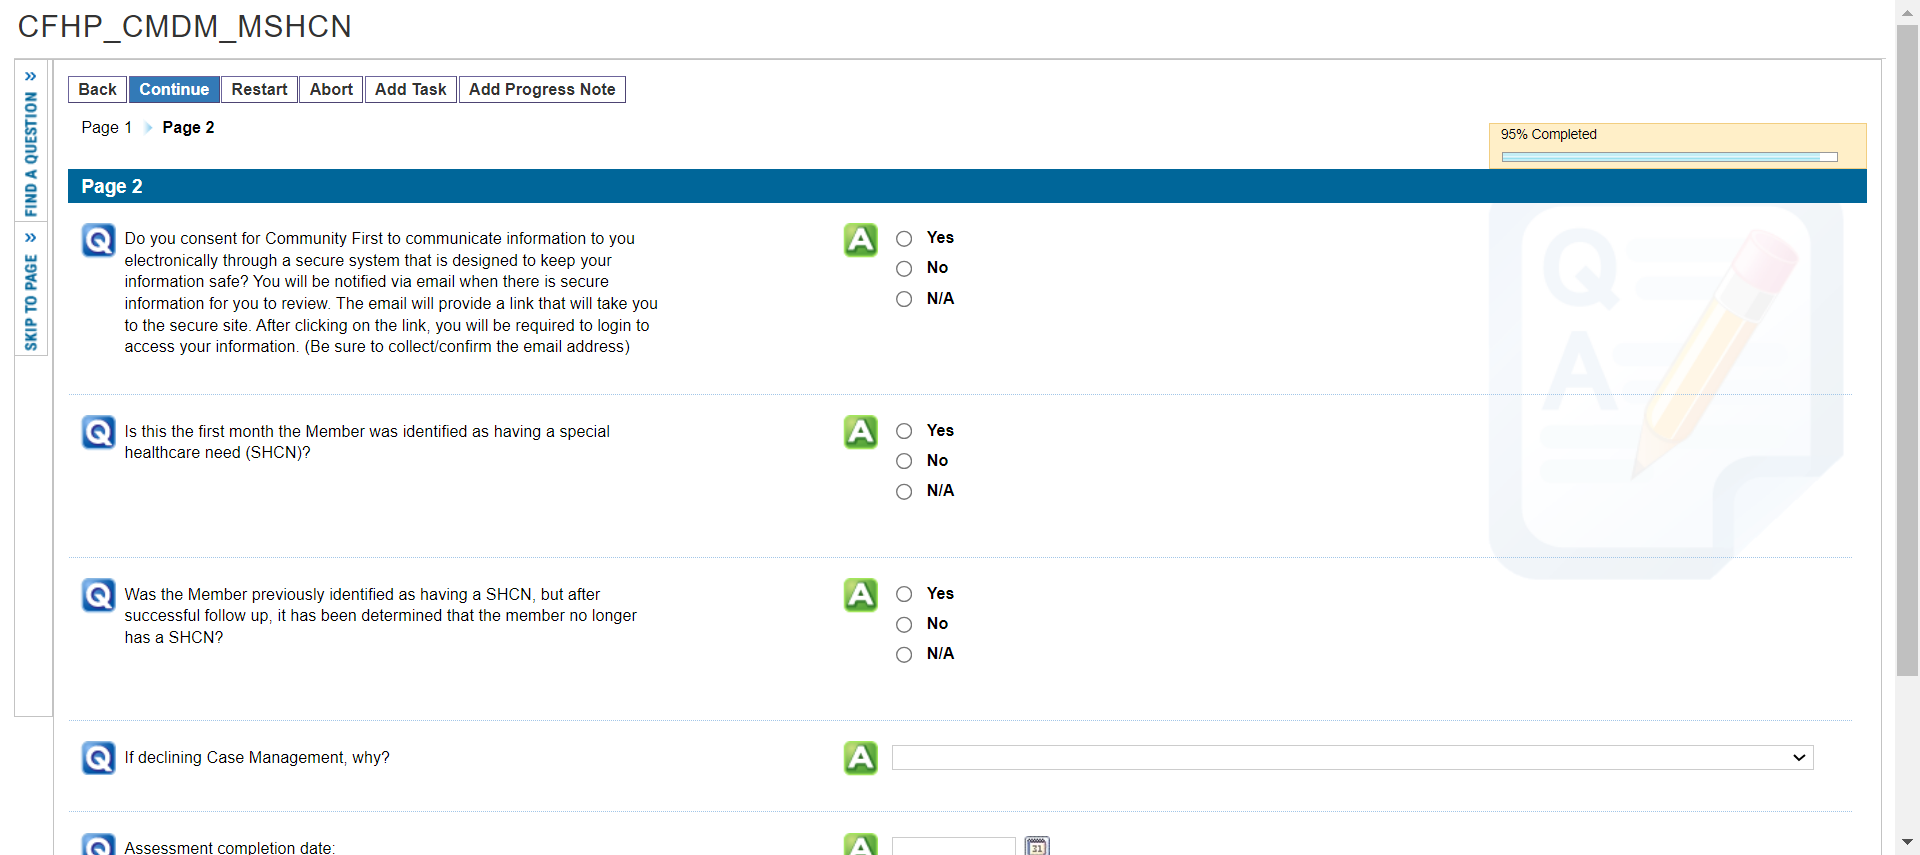 CFHP_CMDM_MSHCN
FIND A QUESTION
SKIP TO PAGE
Back Continue Restart Abort Add Task Add Progress Note
Page 1 Page 2
95% Completed
Page 2
Q Do you consent for Community First to communicate information to you
electronically through a secure system that is designed to keep your
information safe? You will be notified via email when there is secure
information for you to review. The email will provide a link that will take you
to the secure site. After clicking on the link, you will be required to login to
access your information. (Be sure to collect/confirm the email address)
A Yes
No
N/A
Q A
Q Is this the first month the Member was identified as having a special
healthcare need (SHCN)?
A Yes
No
N/A
Q Was the Member previously identified as having a SHCN, but after
successful follow up, it has been determined that the member no longer
has a SHCN?
A Yes
No
N/A
Q If declining Case Management, why?
A
Q Assessment completion date:
A 31